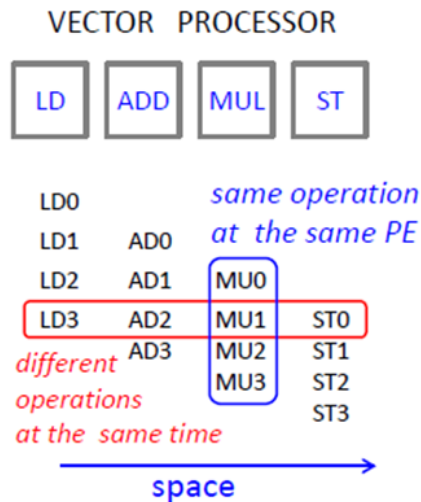 VECTOR PROCESSOR
LD ADD MUL ST
same operation
at the same PE
LD0
LD1 AD0
LD2 AD1 MU0
LD3 AD2 MU1 ST0
AD3 MU2 ST1
MU3 ST2
ST3
different
operations
at the same time
space